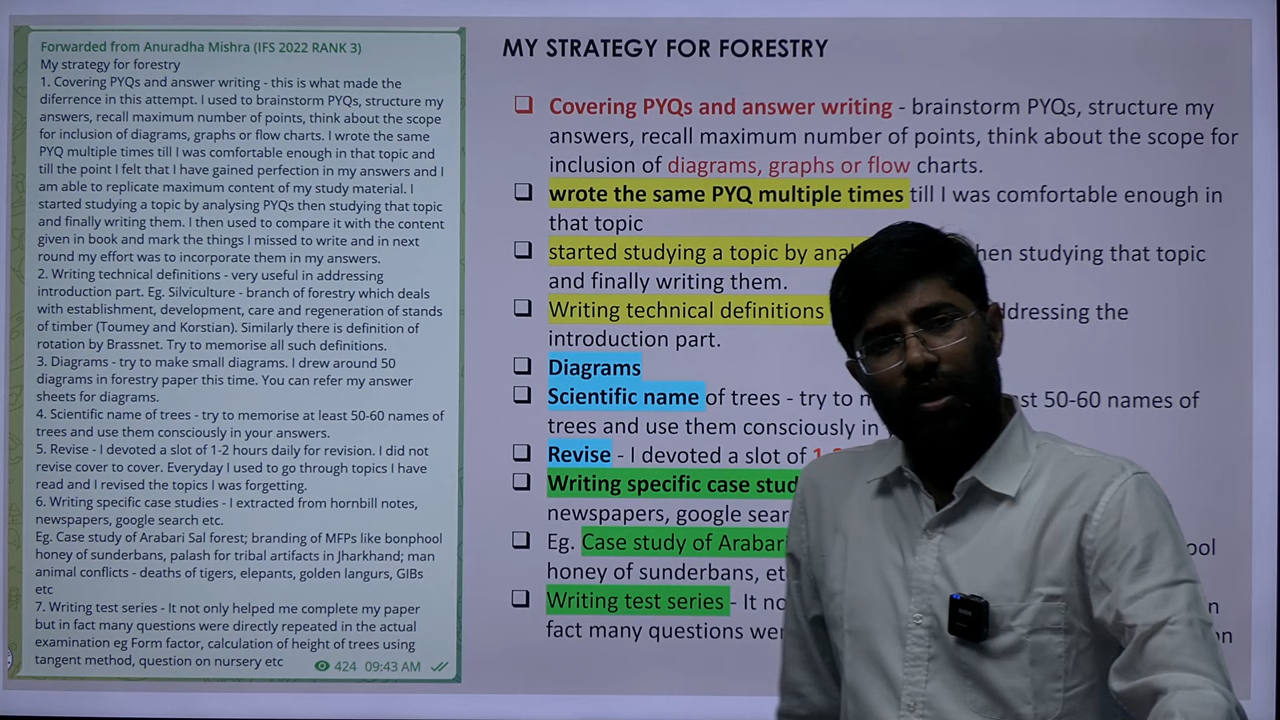 Forwarded from Anuradha Mishra (IFS 2022 RANK 3)
My strategy for forestry
1. Covering PYQs and answer writing - this is what made the
diferrence in this attempt. I used to brainstorm PYQs, structure my
answers, recall maximum number of points, think about the scope
for inclusion of diagrams, graphs or flow charts. I wrote the same
PYQ multiple times till I was comfortable enough in that topic and
till the point I felt that I have gained perfection in my answers and I
am able to replicate maximum content of my study material. I
started studying a topic by analysing PYQs then studying that topic
and finally writing them. I then used to compare it with the content
given in book and mark the things I missed to write and in next
round my effort was to incorporate them in my answers.
2. Writing technical definitions - very useful in addressing
introduction part. Eg. Silviculture - branch of forestry which deals
with establishment, development, care and regeneration of stands
of timber (Toumey and Korstian). Similarly there is definition of
rotation by Brassnet. Try to memorise all such definitions.
3. Diagrams - try to make small diagrams. I drew around 50
diagrams in forestry paper this time. You can refer my answer
sheets for diagrams.
4. Scientific name of trees - try to memorise at least 50-60 names of
trees and use them consciously in your answers.
5. Revise - I devoted a slot of 1-2 hours daily for revision. I did not
revise cover to cover. Everyday I used to go through topics I have
read and I revised the topics I was forgetting.
6. Writing specific case studies - I extracted from hornbill notes,
newspapers, google search etc.
Eg. Case study of Arabari Sal forest; branding of MFPs like bonphool
honey of sunderbans, palash for tribal artifacts in Jharkhand; man
animal conflicts - deaths of tigers, elepants, golden langurs, GIBs
etc
7. Writing test series - It not only helped me complete my paper
but in fact many questions were directly repeated in the actual
examination eg Form factor, calculation of height of trees using
tangent method, question on nursery etc
424 09:43 AM
MY STRATEGY FOR FORESTRY
Covering PYQs and answer writing - brainstorm PYQs, structure my
answers, recall maximum number of points, think about the scope for
inclusion of diagrams, graphs or flow charts.
wrote the same PYQ multiple times till I was comfortable enough in
that topic
started studying a topic by studying that topic
and finally writing them.
Writing technical definitions the
introduction part.
Diagrams
Scientific name of trees - try to 50-60 names of
trees and use them consciously in
Revise - I devoted a slot of
Writing specific case
newspapers, google
Eg. Case study of Arabari
honey of sunderbans,
Writing test series - It
fact many questions